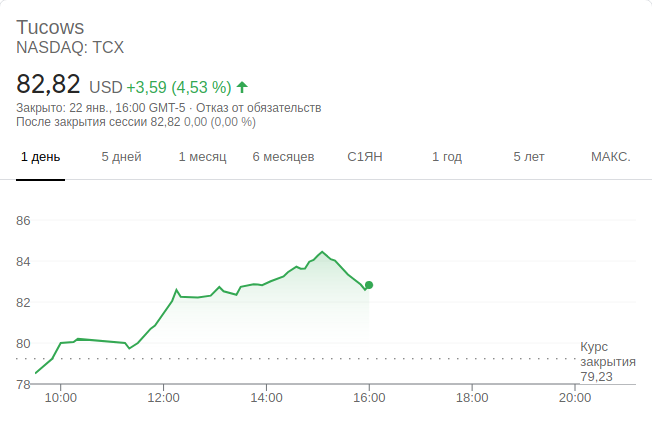 Tucows
NASDAQ: TCX
82,82 USD +3,59 (4,53 %)
Закрыто: 22 янв., 16:00 GMT-5 · Отказ от обязательств
После закрытия сессии 82,82 0,00 (0,00 %)
1 день 5 дней 1 месяц 6 месяцев С1ЯН 1 год 5 лет МАКС.
86
84
82
80
Курс
закрытия
79,23
78
10:00 12:00 14:00 16:00 18:00 20:00